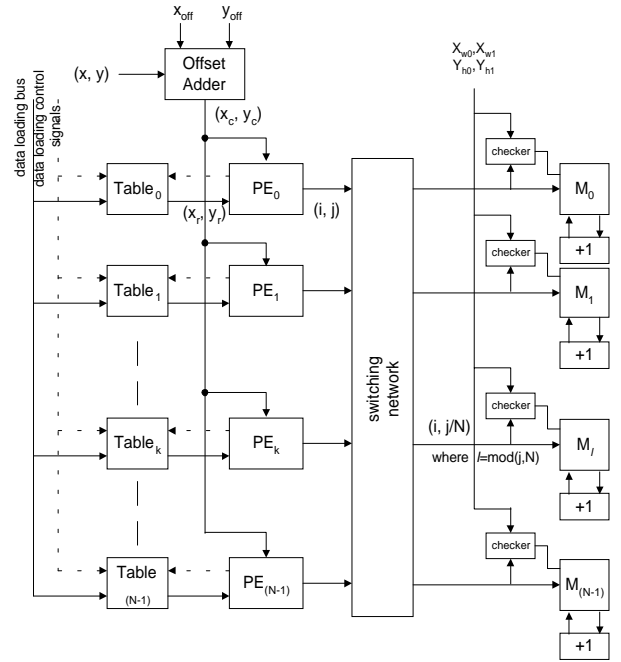 x_off y_off
X_w0,X_w1
Y_h0,Y_h1
Offset
Adder
(x, y)
(x_c, y_c)
data loading bus
data loading control
signals
checker
Table_0
PE_0
M_0
(x_r, y_r)
(i, j)
+1
checker
Table_1
PE_1
M_1
+1
switching
network
checker
Table_k
PE_k
(i, j/N)
M_l
where l=mod(j,N)
+1
checker
Table
(N-1)
PE_(N-1)
M_(N-1)
+1